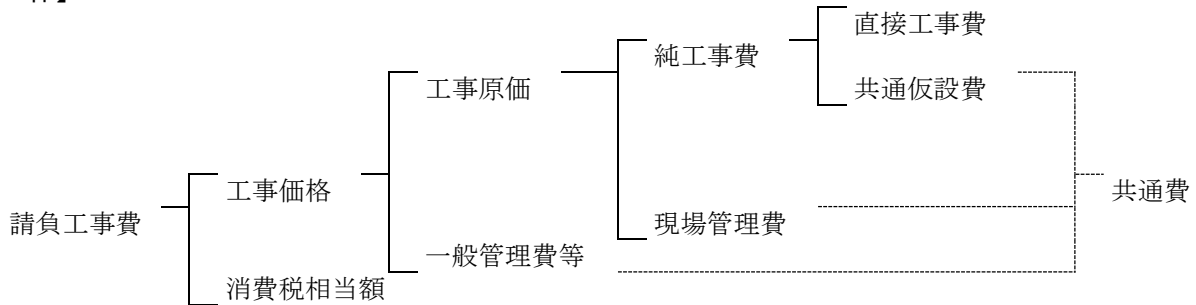 直接工事費
純工事費
共通仮設費
工事原価
工事価格
共通費
請負工事費
現場管理費
一般管理費等
消費税相当額